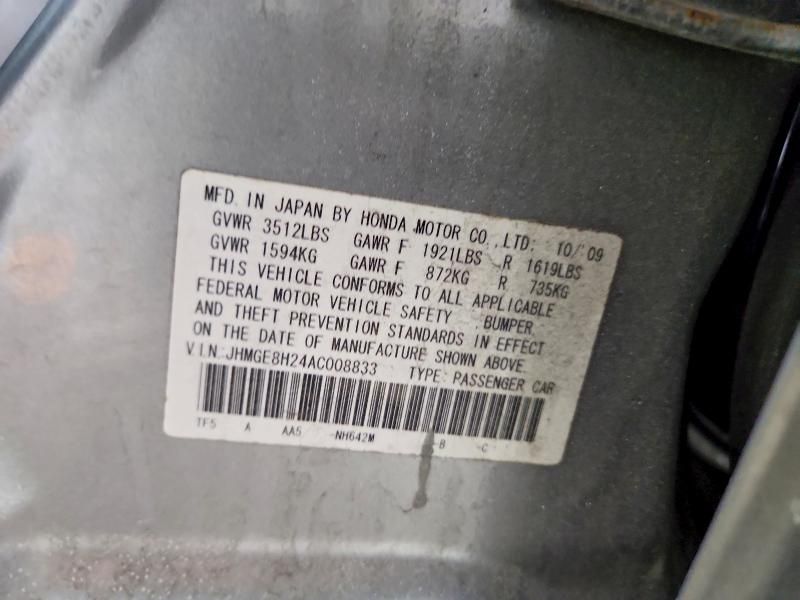 MFD. IN JAPAN BY HONDA MOTOR CO., LTD. 10/'09
GVWR 3512LBS GAWR F 1921LBS R 1619LBS
GVWR 1594KG GAWR F 872KG R 735KG
THIS VEHICLE CONFORMS TO ALL APPLICABLE
FEDERAL MOTOR VEHICLE SAFETY, BUMPER,
AND THEFT PREVENTION STANDARDS IN EFFECT
ON THE DATE OF MANUFACTURE SHOWN ABOVE.
V.I.N.:JHMGE8H24AC008833 TYPE: PASSENGER CAR
TF5 A AA5 -NH642M -B -C